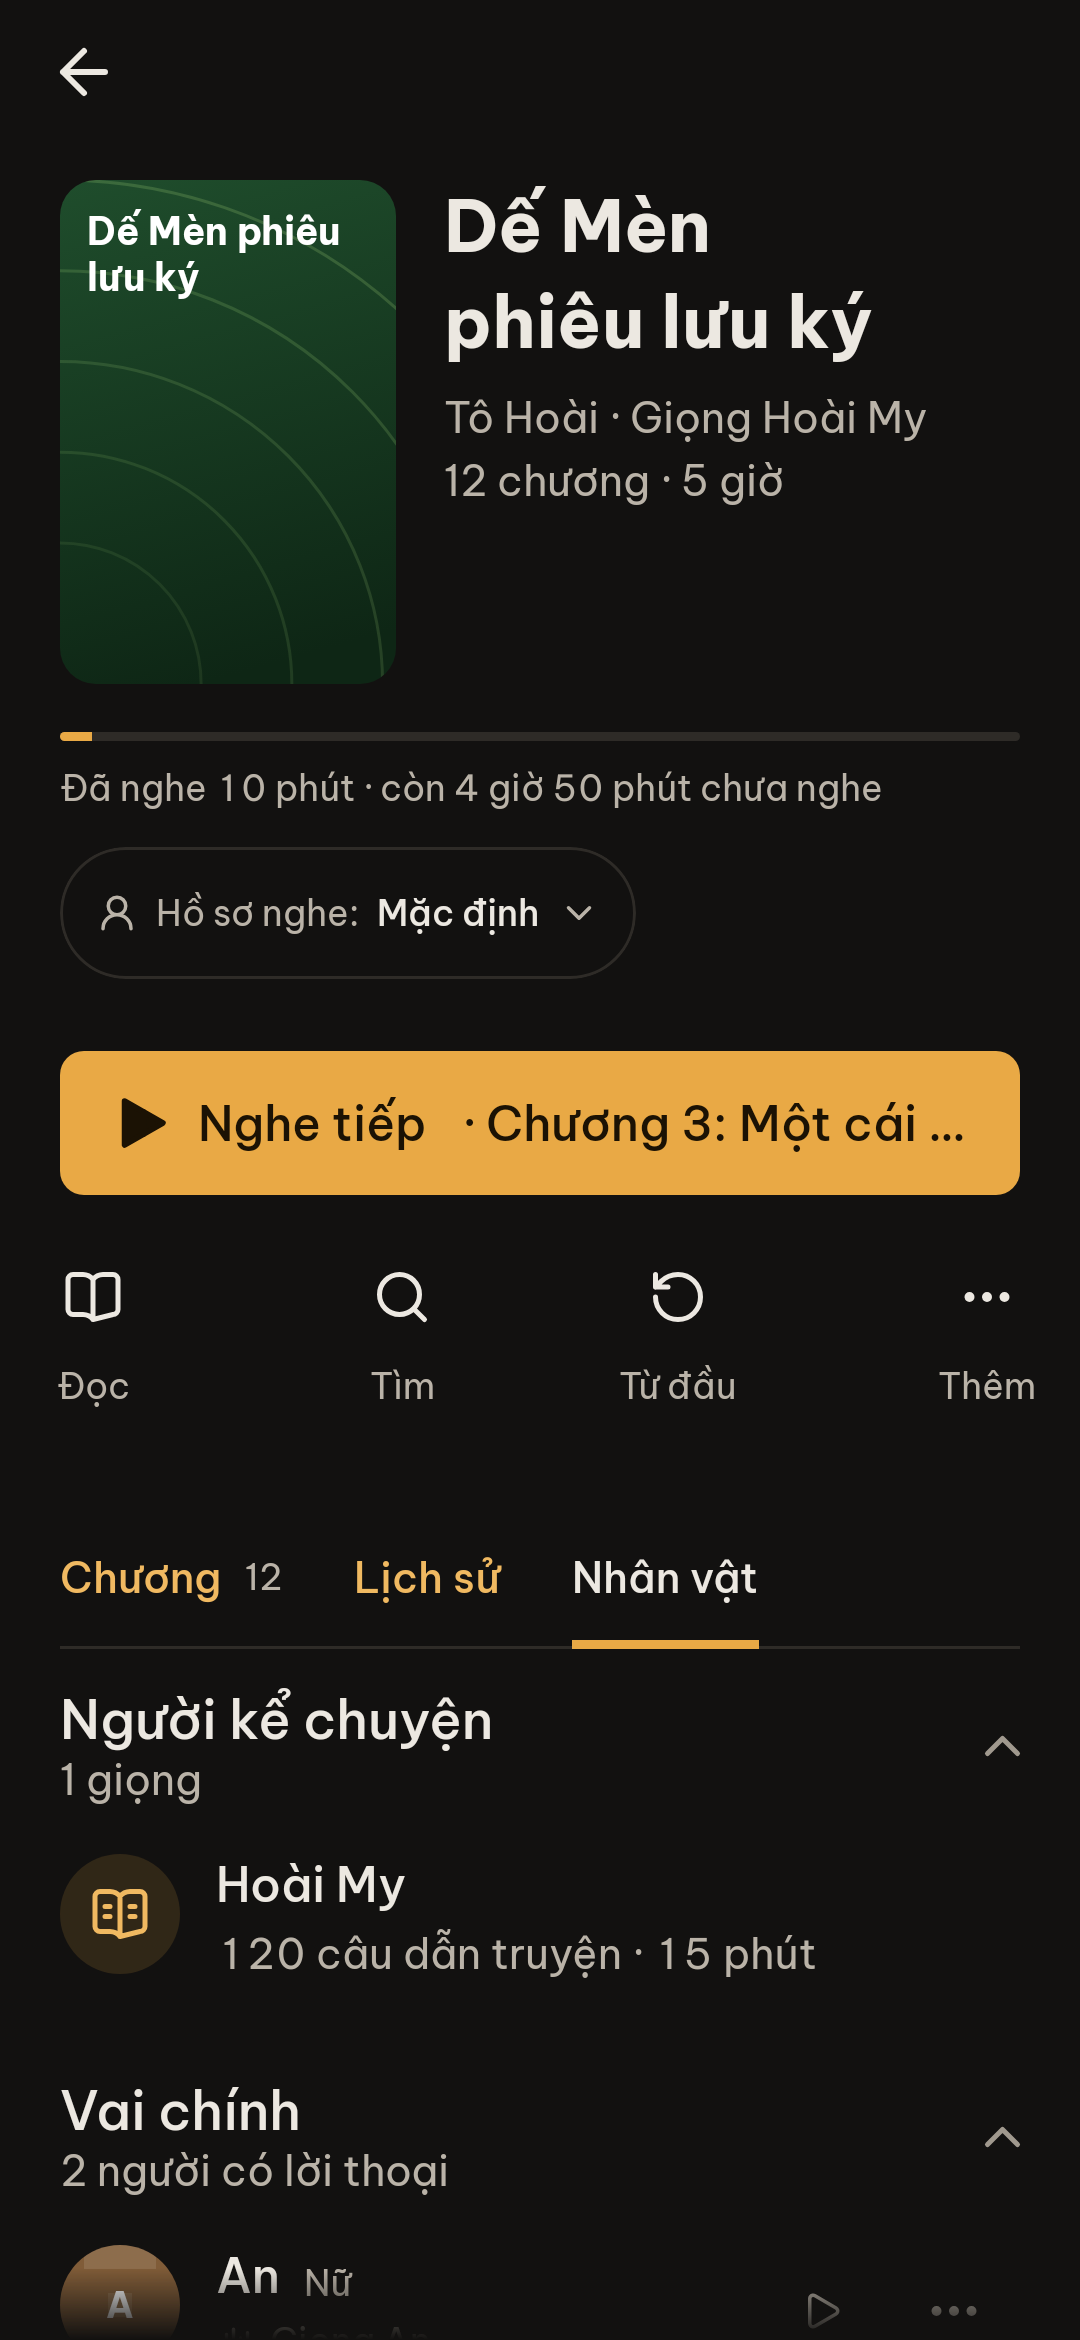 Dế Mèn phiêu
lưu ký
Dế Mèn
phiêu lưu ký
Tô Hoài · Giọng Hoài My
12 chương · 5 giờ
Đã nghe 10 phút · còn 4 giờ 50 phút chưa nghe
Hồ sơ nghe: Mặc định
Nghe tiếp · Chương 3: Một cái ...
Đọc Tìm Từ đầu Thêm
Chương 12 Lịch sử Nhân vật
Người kể chuyện
1 giọng
Hoài My
120 câu dẫn truyện · 15 phút
Vai chính
2 người có lời thoại
A
An Nữ